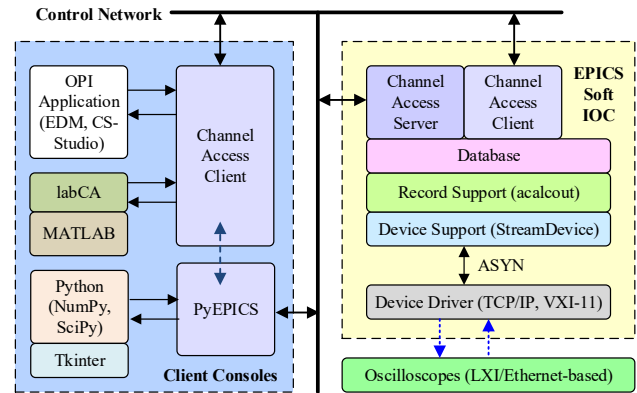 Control Network
OPI
Application
(EDM, CS-
Studio)
labCA
MATLAB
Python
(NumPy,
SciPy)
Tkinter
Channel
Access
Client
PyEPICS
Client Consoles
Channel
Access
Server
Channel
Access
Client
EPICS
Soft
IOC
Database
Record Support (acalcout)
Device Support (StreamDevice)
ASYN
Device Driver (TCP/IP, VXI-11)
Oscilloscopes (LXI/Ethernet-based)